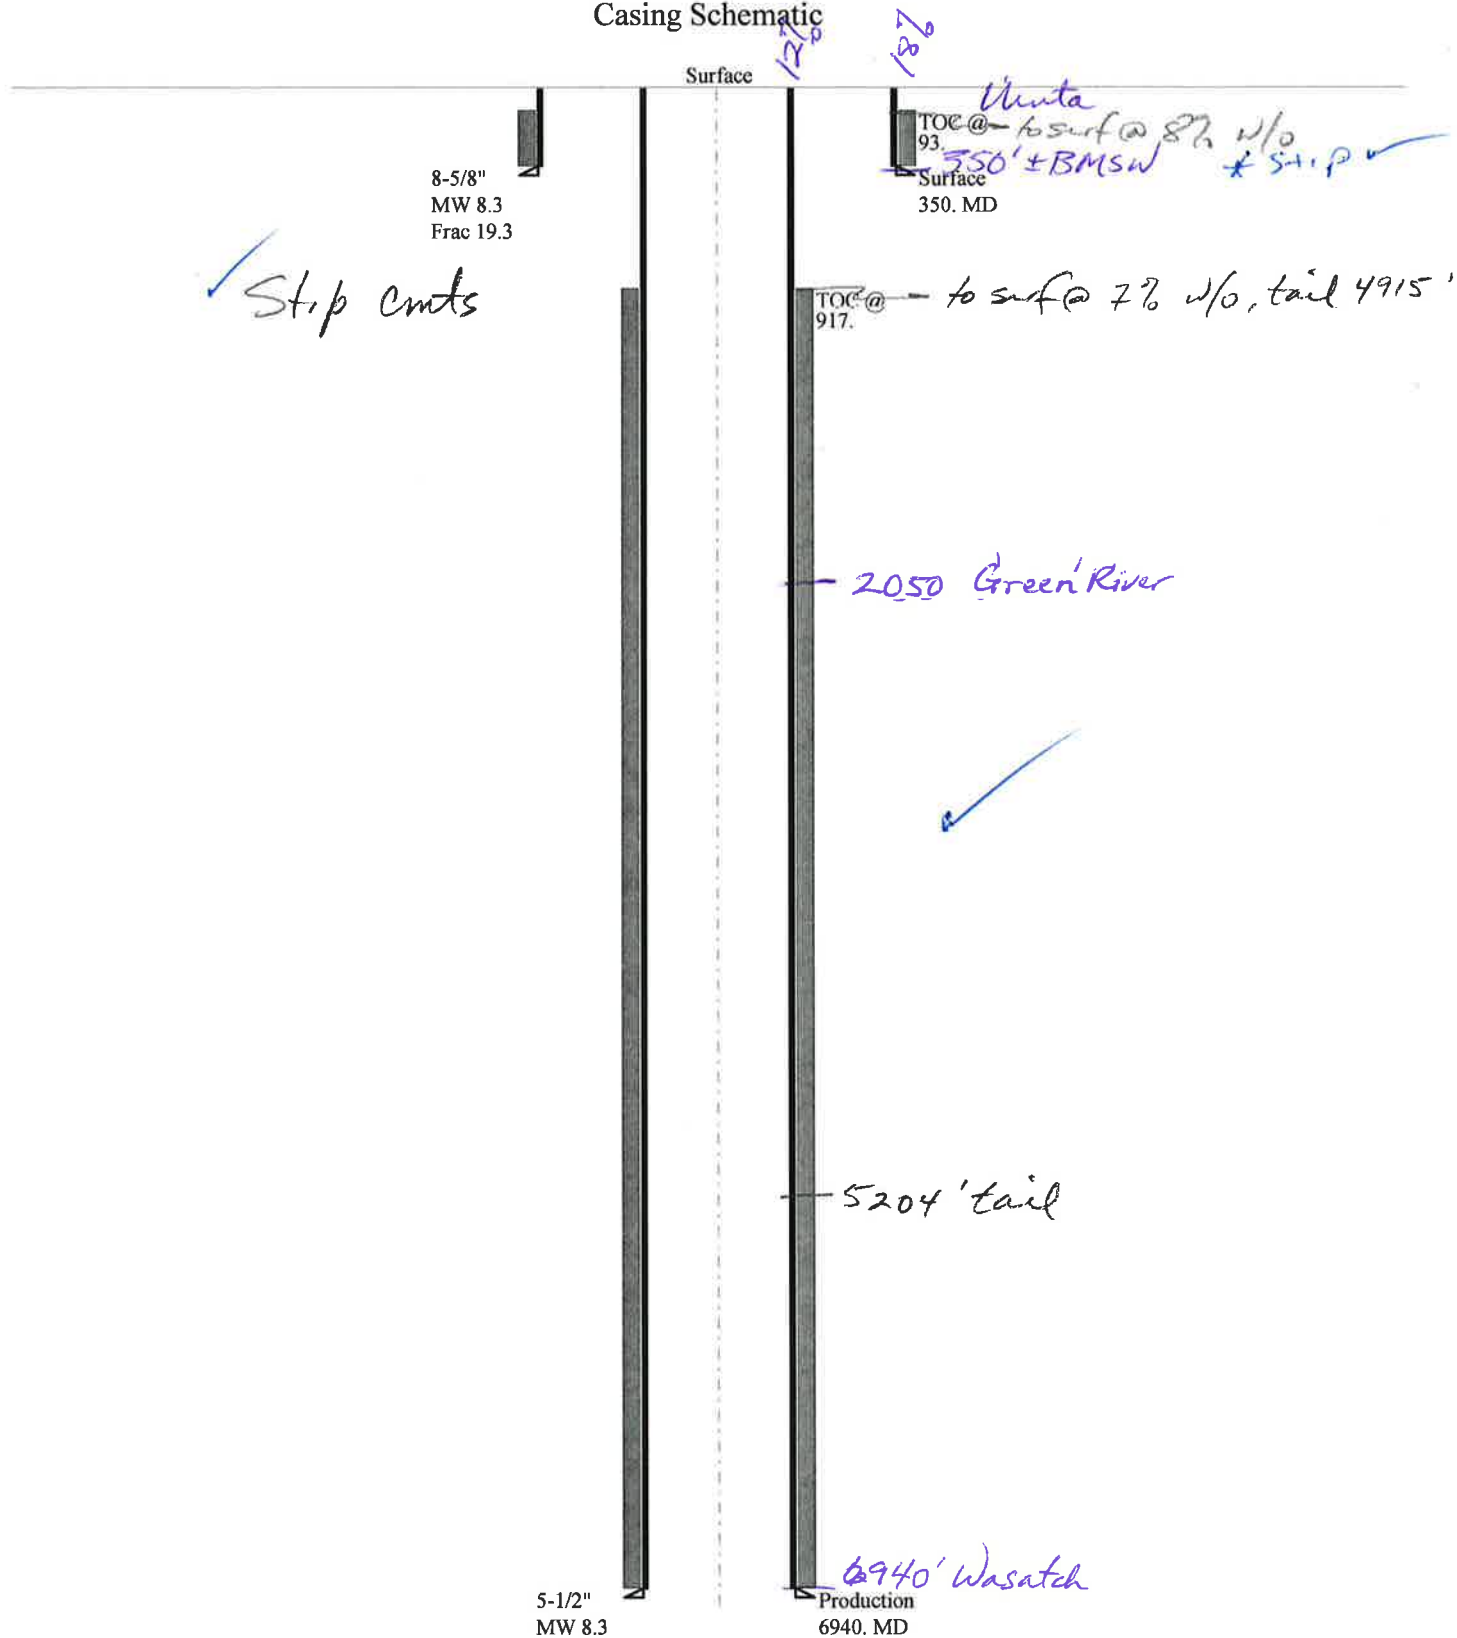 Casing Schematic
12%
18%
Surface
Uinta
TOC @ - to surf @ 8% w/o
93.
350' ± BMSW * Stip ✓
8-5/8"
MW 8.3
Frac 19.3
Surface
350. MD
✓ Stip cmts
TOC @ - to surf @ 7% w/o, tail 4915'
917.
2050 Green River
5204' tail
6940' Wasatch
5-1/2"
MW 8.3
Production
6940. MD